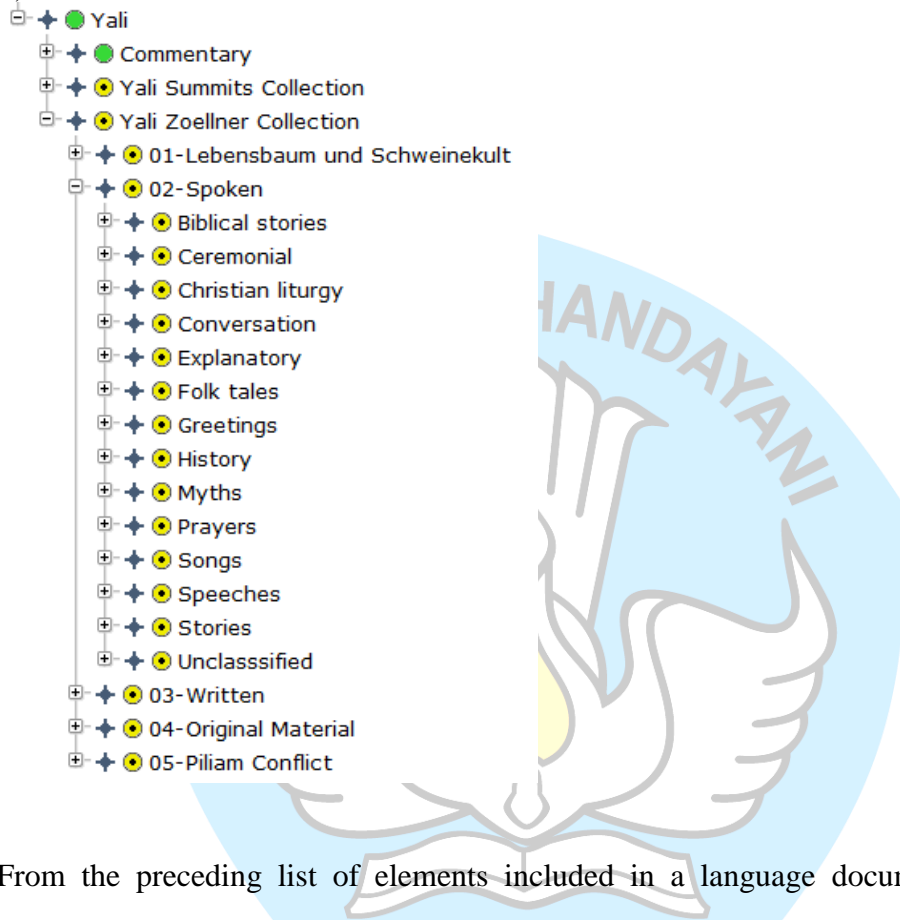 Yali
Commentary
Yali Summits Collection
Yali Zoellner Collection
01-Lebensbaum und Schweinekult
02-Spoken
Biblical stories
Ceremonial
Christian liturgy
Conversation
Explanatory
Folk tales
Greetings
History
Myths
Prayers
Songs
Speeches
Stories
Unclasssified
03-Written
04-Original Material
05-Piliam Conflict
From the preceding list of elements included in a language